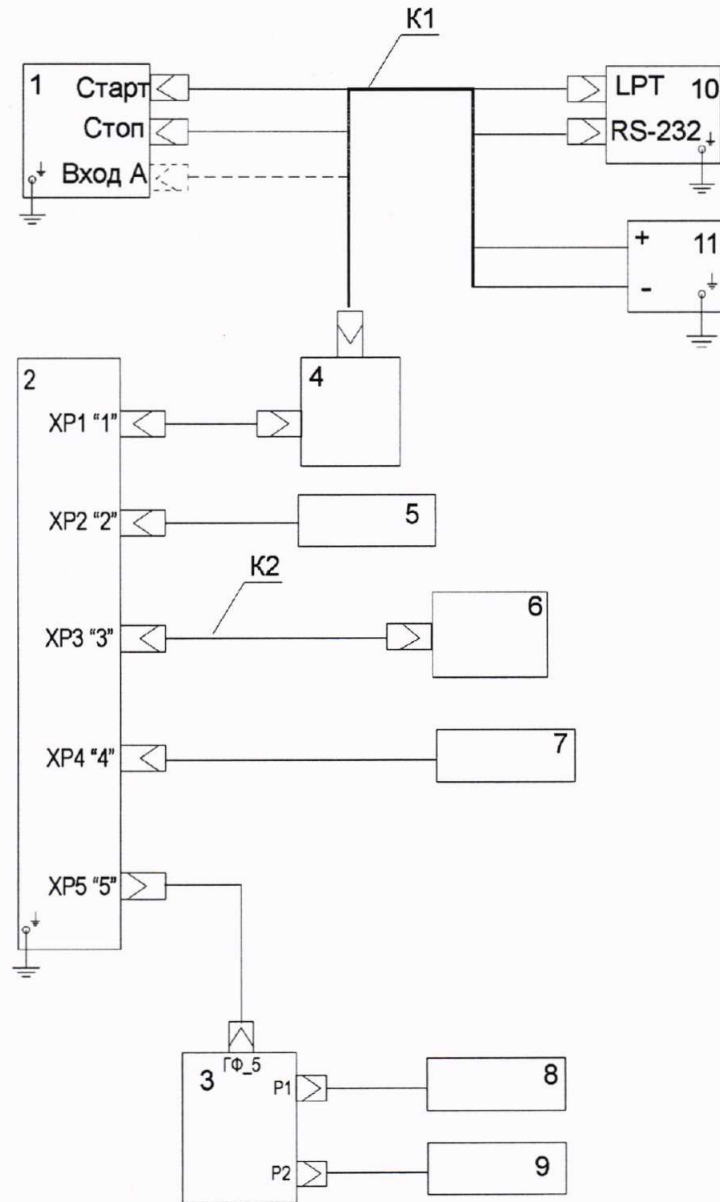 К1
1 Старт
Стоп
Вход А
LPT 10
RS-232
+ 11
-
2
ХР1 "1"
4
ХР2 "2"
5
К2
ХР3 "3"
6
ХР4 "4"
7
ХР5 "5"
ГФ_5
3
Р1
8
Р2
9